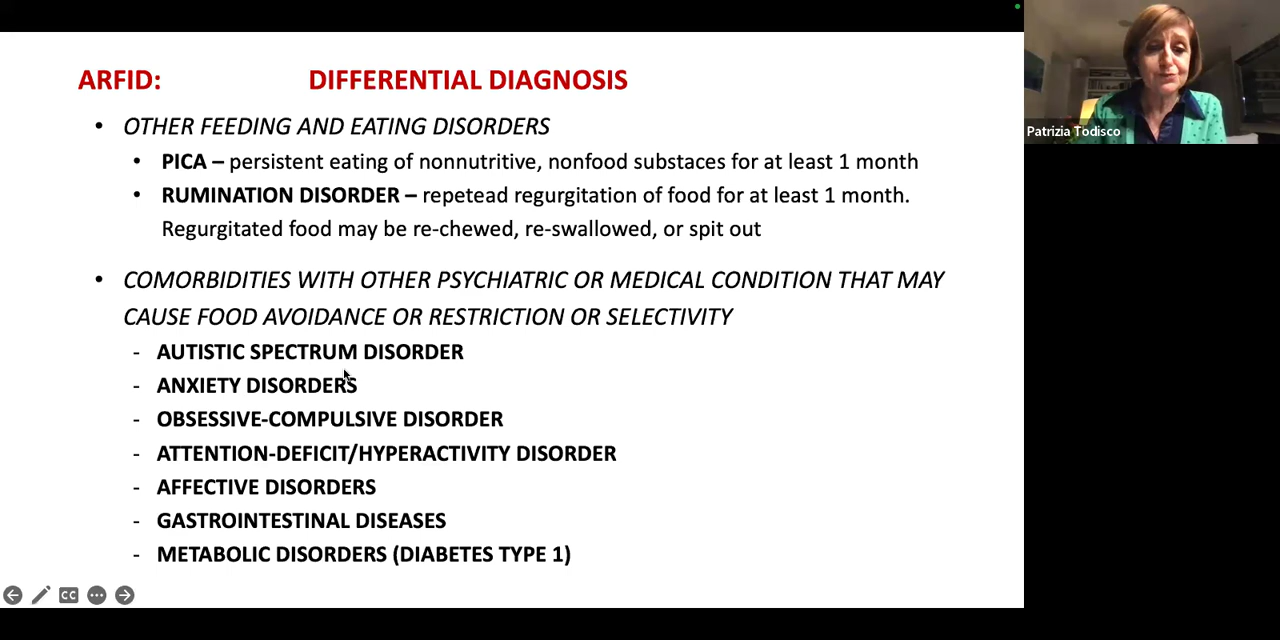 ARFID: DIFFERENTIAL DIAGNOSIS
• OTHER FEEDING AND EATING DISORDERS
• PICA – persistent eating of nonnutritive, nonfood substaces for at least 1 month
• RUMINATION DISORDER – repetead regurgitation of food for at least 1 month.
Regurgitated food may be re-chewed, re-swallowed, or spit out
• COMORBIDITIES WITH OTHER PSYCHIATRIC OR MEDICAL CONDITION THAT MAY
CAUSE FOOD AVOIDANCE OR RESTRICTION OR SELECTIVITY
- AUTISTIC SPECTRUM DISORDER
- ANXIETY DISORDERS
- OBSESSIVE-COMPULSIVE DISORDER
- ATTENTION-DEFICIT/HYPERACTIVITY DISORDER
- AFFECTIVE DISORDERS
- GASTROINTESTINAL DISEASES
- METABOLIC DISORDERS (DIABETES TYPE 1)
CC
Patrizia Todisco